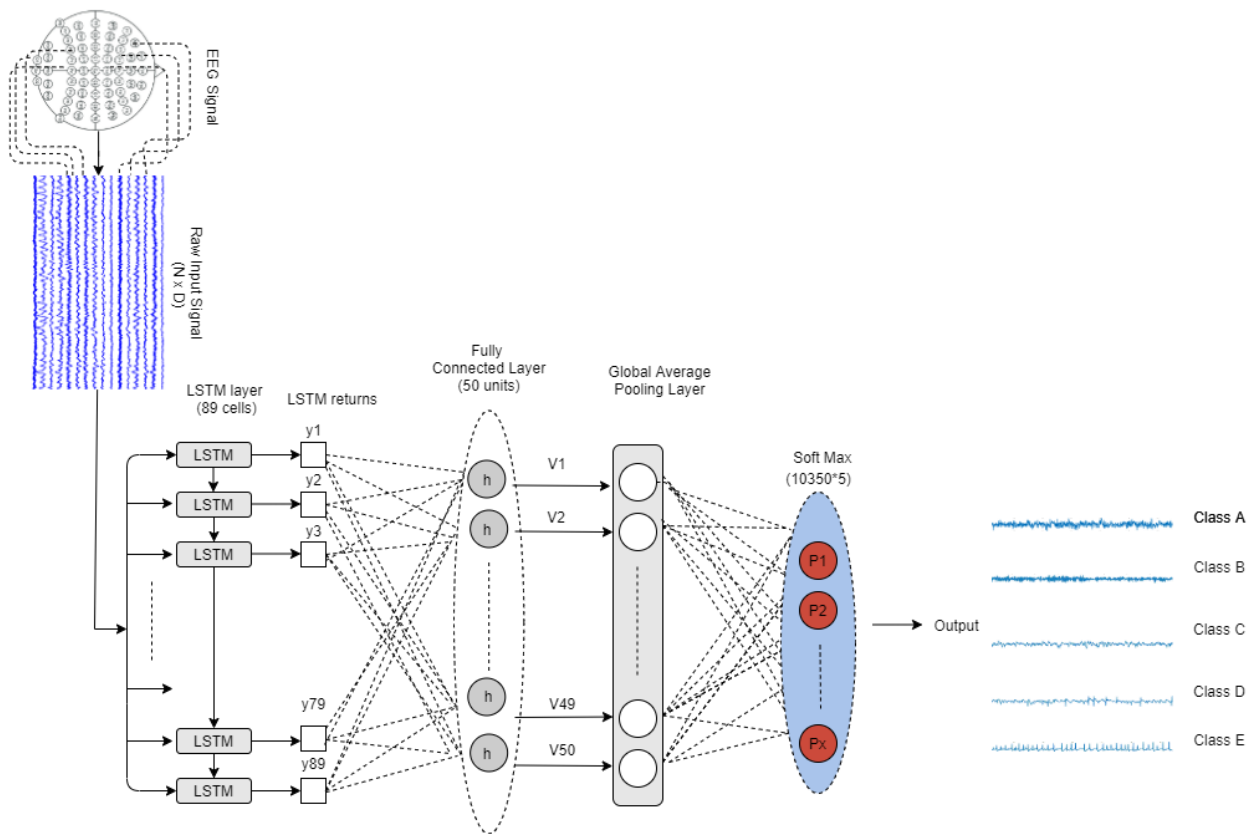 EEG Signal
Raw Input Signal
(N x D)
LSTM layer
(89 cells)
LSTM returns
Fully
Connected Layer
(50 units)
Global Average
Pooling Layer
Soft Max
(10350*5)
LSTM
y1
LSTM
y2
LSTM
y3
LSTM
y79
LSTM
y89
h
h
h
h
V1
V2
V49
V50
P1
P2
Px
Output
Class A
Class B
Class C
Class D
Class E